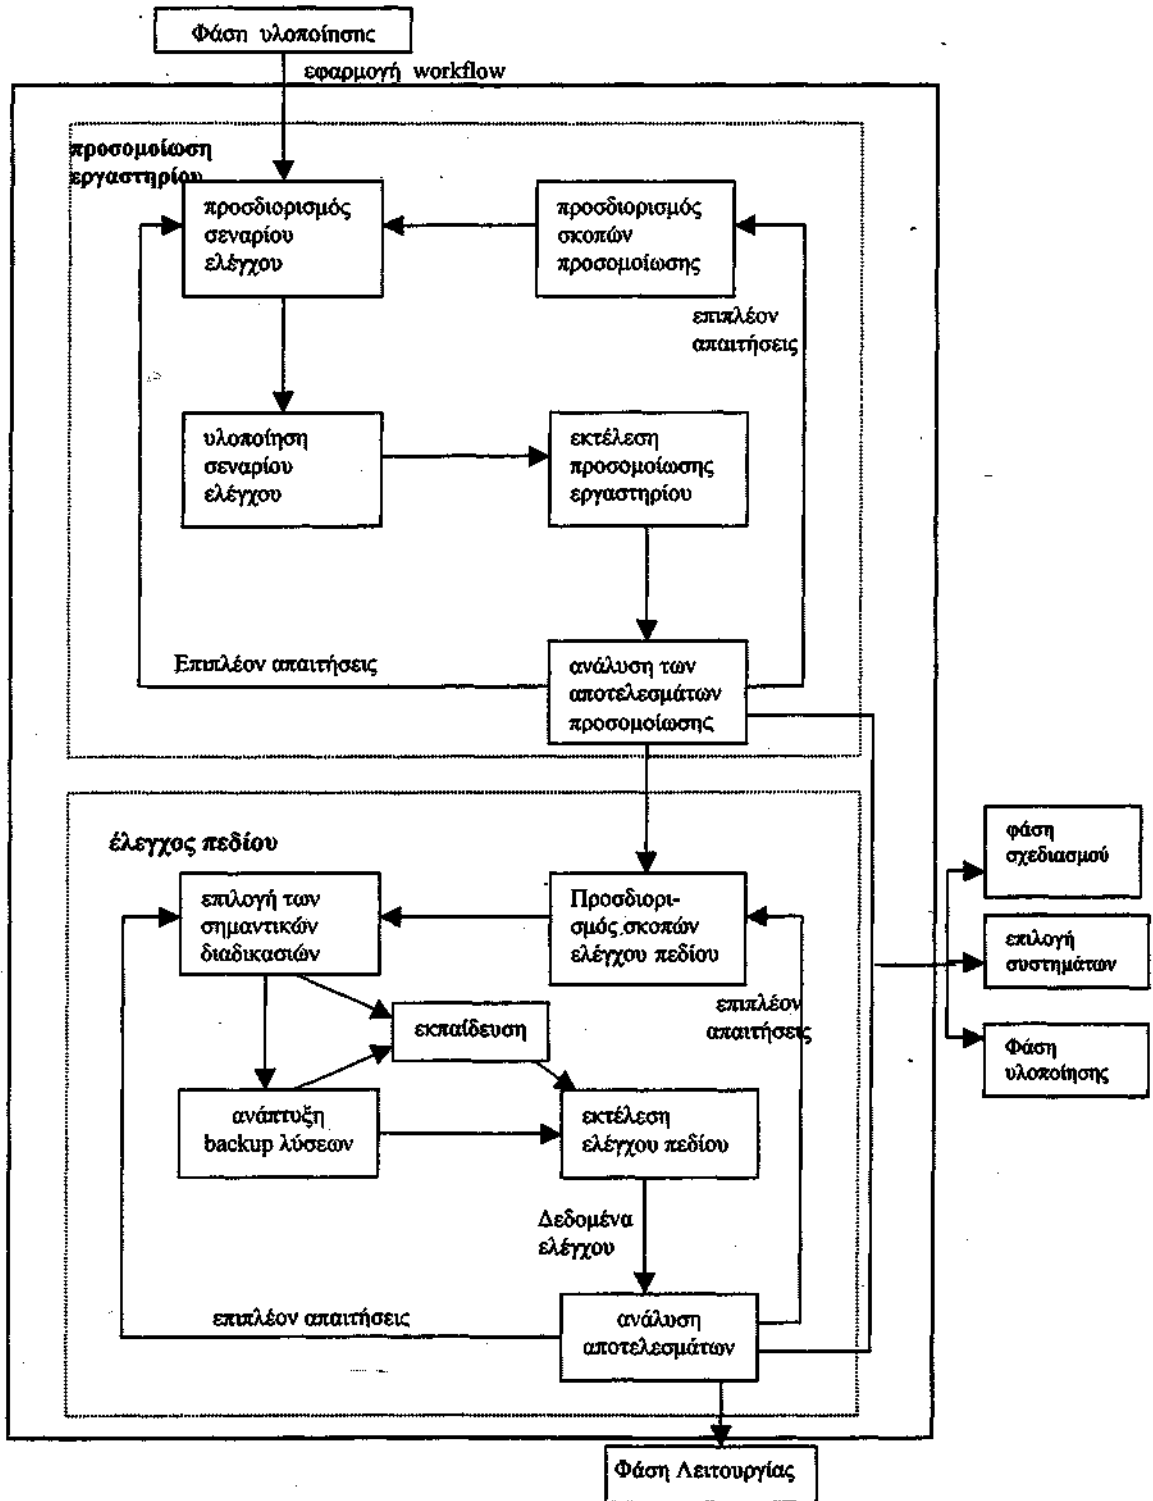 Φάση υλοποίησης
εφαρμογή workflow
προσομοίωση
εργαστηρίου
προσδιορισμός
σεναρίου
ελέγχου
προσδιορισμός
σκοπών
προσομοίωσης
επιπλέον
απαιτήσεις
υλοποίηση
σεναρίου
ελέγχου
εκτέλεση
προσομοίωσης
εργαστηρίου
Επιπλέον απαιτήσεις
ανάλυση των
αποτελεσμάτων
προσομοίωσης
έλεγχος πεδίου
επιλογή των
σημαντικών
διαδικασιών
Προσδιορι-
σμός σκοπών
ελέγχου πεδίου
φάση
σχεδιασμού
επιλογή
συστημάτων
Φάση
υλοποίησης
επιπλέον
απαιτήσεις
εκπαίδευση
ανάπτυξη
backup λύσεων
εκτέλεση
ελέγχου πεδίου
Δεδομένα
ελέγχου
επιπλέον απαιτήσεις
ανάλυση
αποτελεσμάτων
Φάση Λειτουργίας